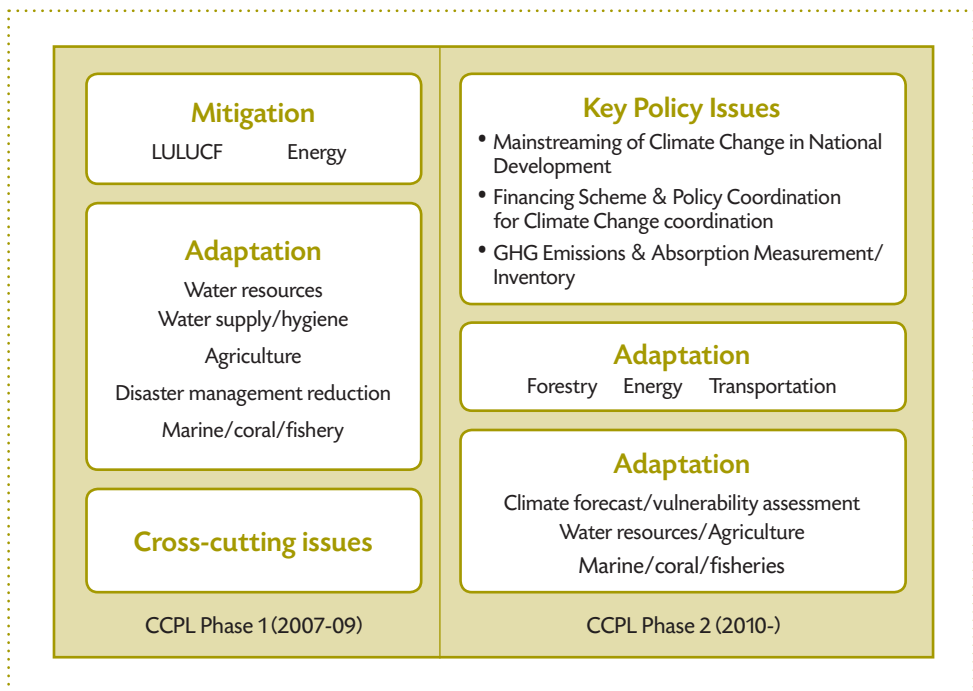 Mitigation
LULUCF Energy
Adaptation
Water resources
Water supply/hygiene
Agriculture
Disaster management reduction
Marine/coral/fishery
Cross-cutting issues
CCPL Phase 1 (2007-09)
Key Policy Issues
• Mainstreaming of Climate Change in National
Development
• Financing Scheme & Policy Coordination
for Climate Change coordination
• GHG Emissions & Absorption Measurement/
Inventory
Adaptation
Forestry Energy Transportation
Adaptation
Climate forecast/vulnerability assessment
Water resources/Agriculture
Marine/coral/fisheries
CCPL Phase 2 (2010-)